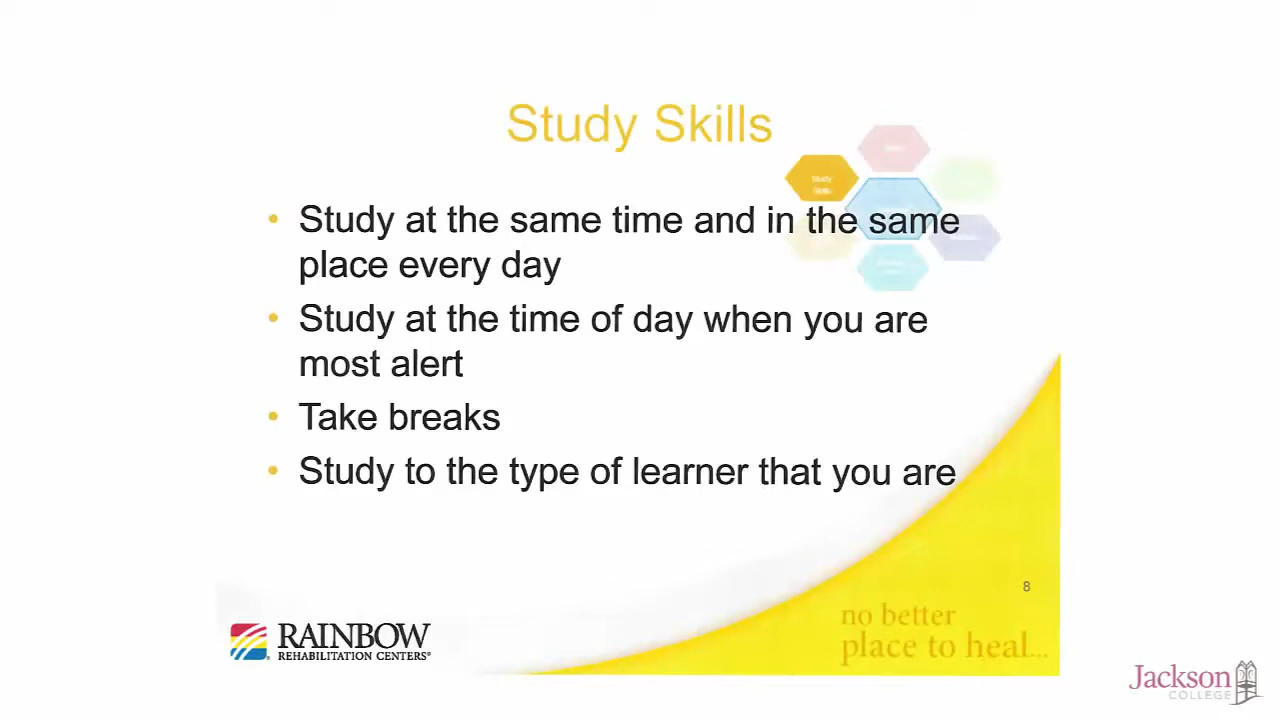 Study Skills
Study
Skills
• Study at the same time and in the same
place every day
• Study at the time of day when you are
most alert
• Take breaks
• Study to the type of learner that you are
8
no better
place to heal...
RAINBOW
REHABILITATION CENTERS®
Jackson
COLLEGE